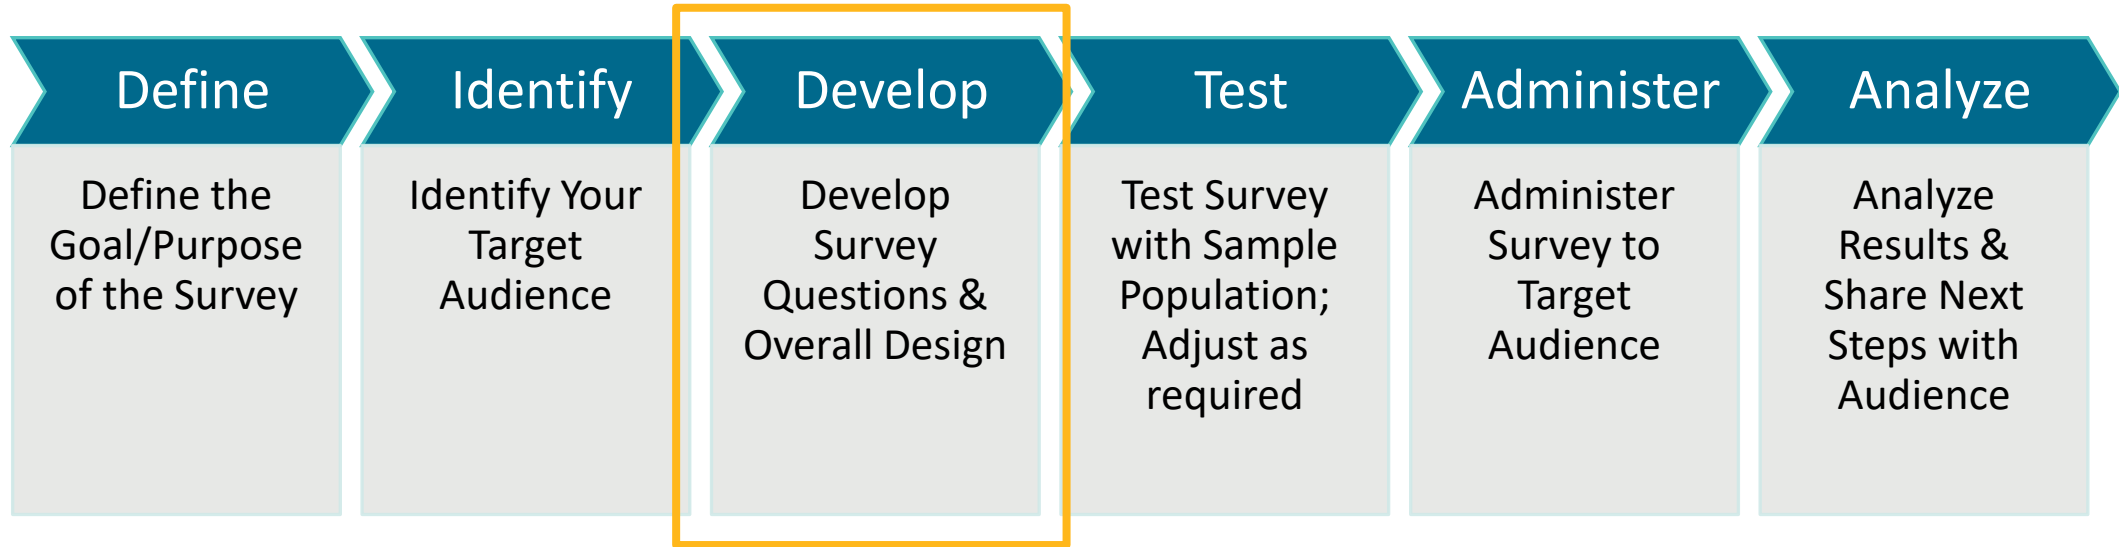 Define
Define the
Goal/Purpose
of the Survey
Identify
Identify Your
Target
Audience
Develop
Develop
Survey
Questions &
Overall Design
Test
Test Survey
with Sample
Population;
Adjust as
required
Administer
Administer
Survey to
Target
Audience
Analyze
Analyze
Results &
Share Next
Steps with
Audience